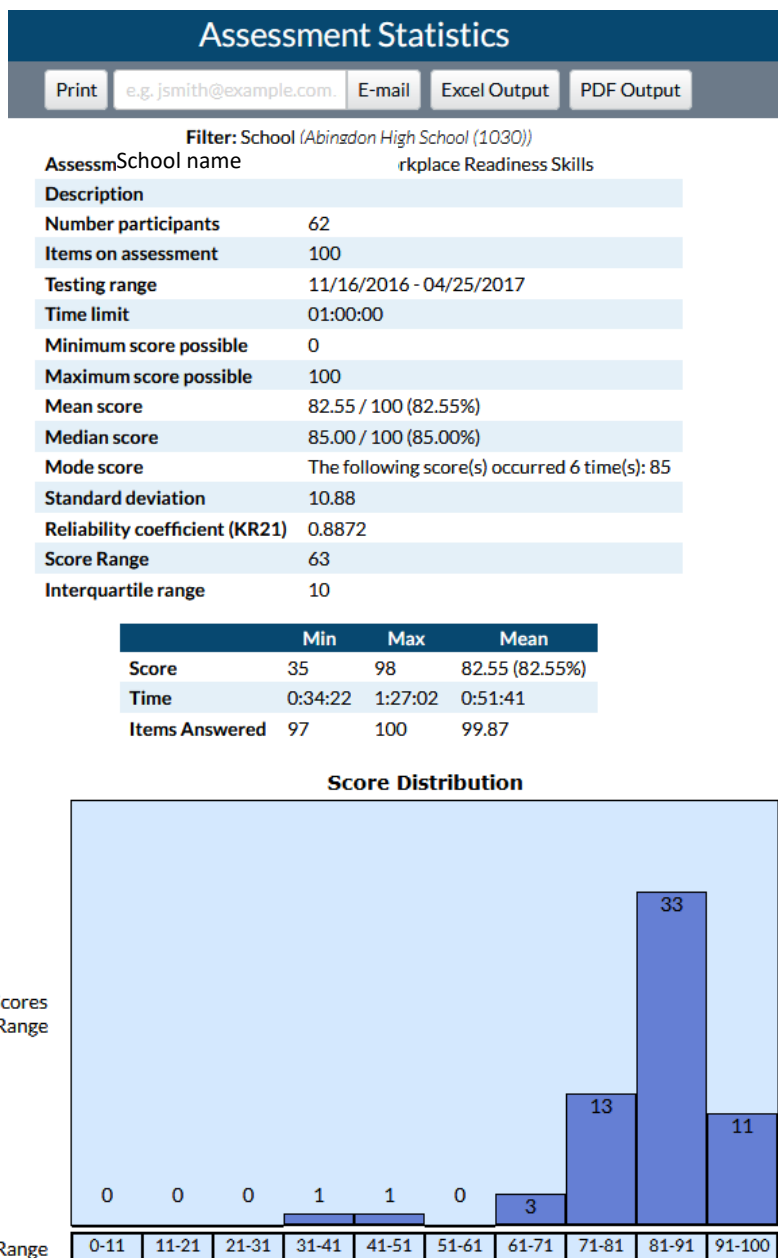 Assessment Statistics
Print e.g. jsmith@example.com. E-mail Excel Output PDF Output
Filter: School (Abingdon High School (1030))
Assessm School name rkplace Readiness Skills
Description
Number participants 62
Items on assessment 100
Testing range 11/16/2016 - 04/25/2017
Time limit 01:00:00
Minimum score possible 0
Maximum score possible 100
Mean score 82.55 / 100 (82.55%)
Median score 85.00 / 100 (85.00%)
Mode score The following score(s) occurred 6 time(s): 85
Standard deviation 10.88
Reliability coefficient (KR21) 0.8872
Score Range 63
Interquartile range 10
Min Max Mean
Score 35 98 82.55 (82.55%)
Time 0:34:22 1:27:02 0:51:41
Items Answered 97 100 99.87
Score Distribution
33
cores
Range
13
11
0 0 0 1 1 0 3
Range 0-11 11-21 21-31 31-41 41-51 51-61 61-71 71-81 81-91 91-100